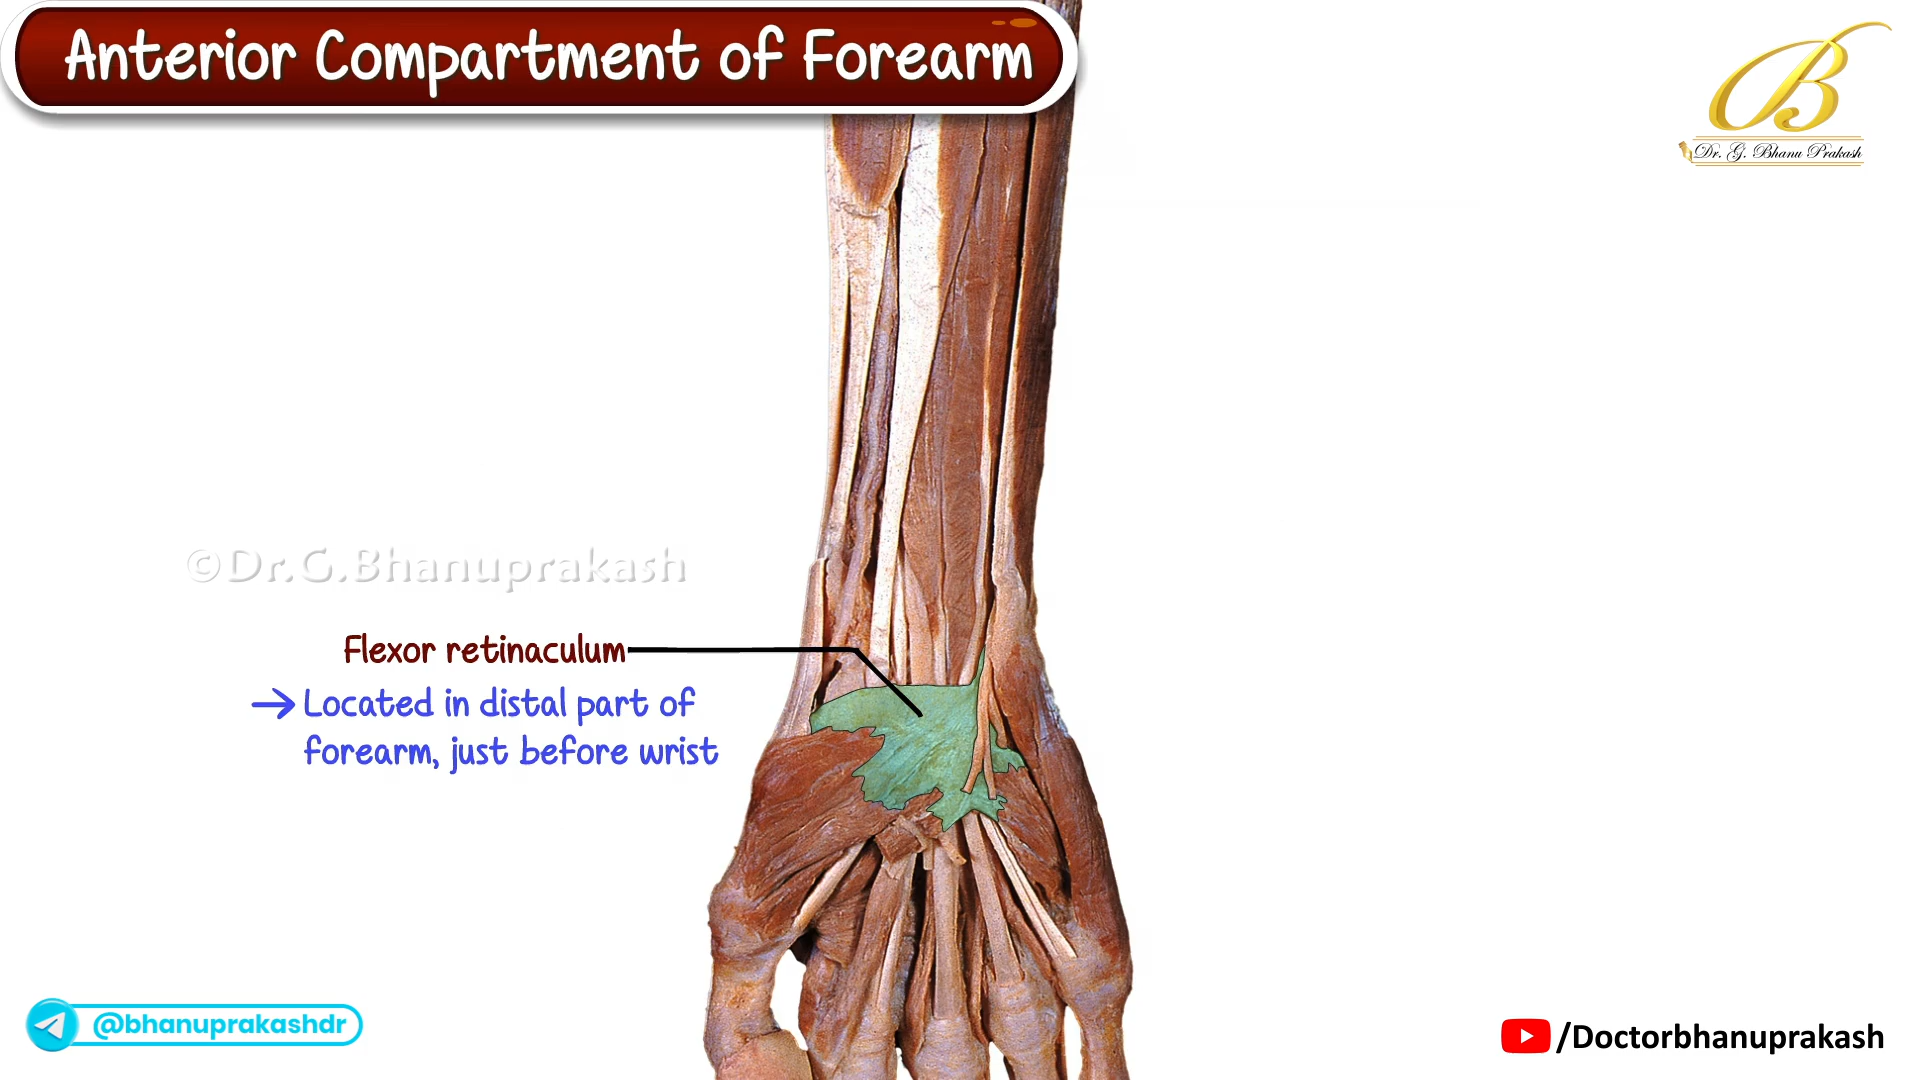 Anterior Compartment of Forearm
B
Dr. G. Bhanu Prakash
©Dr.G.Bhanuprakash
Flexor retinaculum
→ Located in distal part of
forearm, just before wrist
@bhanuprakashdr
/Doctorbhanuprakash